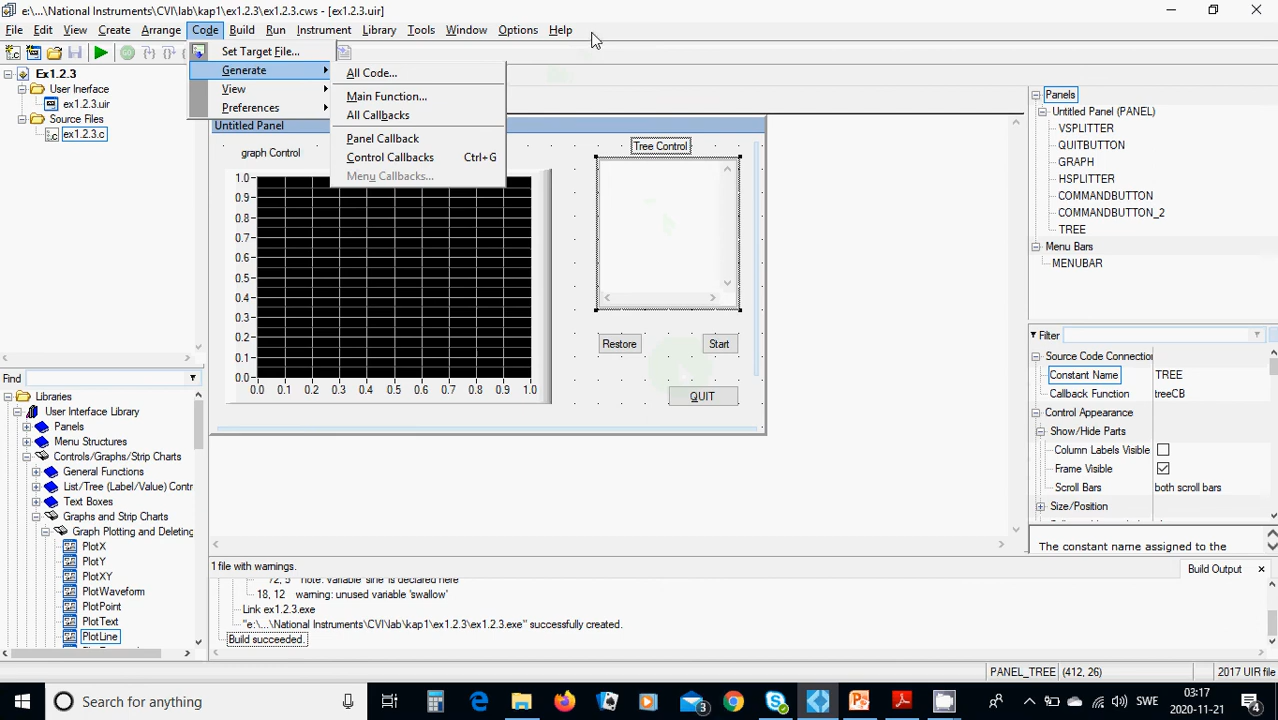 e:\...\National Instruments\CVI\lab\kap1\ex1.2.3\ex1.2.3.cws - [ex1.2.3.uir]
File Edit View Create Arrange Code Build Run Instrument Library Tools Window Options Help
Set Target File...
Generate
View
Preferences
All Code...
Main Function...
All Callbacks
Panel Callback
Control Callbacks Ctrl+G
Menu Callbacks...
Ex1.2.3
User Interface
ex1.2.3.uir
Source Files
ex1.2.3.c
Find
Libraries
User Interface Library
Panels
Menu Structures
Controls/Graphs/Strip Charts
General Functions
List/Tree (Label/Value) Contr
Text Boxes
Graphs and Strip Charts
Graph Plotting and Deleting
PlotX
PlotY
PlotXY
PlotWaveform
PlotPoint
PlotText
PlotLine
Untitled Panel
graph Control
1.0
0.9
0.8
0.7
0.6
0.5
0.4
0.3
0.2
0.1
0.0
0.0 0.1 0.2 0.3 0.4 0.5 0.6 0.7 0.8 0.9 1.0
Tree Control
Restore Start
QUIT
Panels
Untitled Panel (PANEL)
VSPLITTER
QUITBUTTON
GRAPH
HSPLITTER
COMMANDBUTTON
COMMANDBUTTON_2
TREE
Menu Bars
MENUBAR
Filter
Source Code Connection
Constant Name TREE
Callback Function treeCB
Control Appearance
Show/Hide Parts
Column Labels Visible
Frame Visible
Scroll Bars both scroll bars
Size/Position
The constant name assigned to the
1 file with warnings. Build Output
72, 5 note: variable 'sine' is declared here
18, 12 warning: unused variable 'swallow'
Link ex1.2.3.exe
"e:\...\National Instruments\CVI\lab\kap1\ex1.2.3\ex1.2.3.exe" successfully created.
Build succeeded.
PANEL_TREE (412, 26) 2017 UIR file
Search for anything
3
SWE
03:17
2020-11-21
4